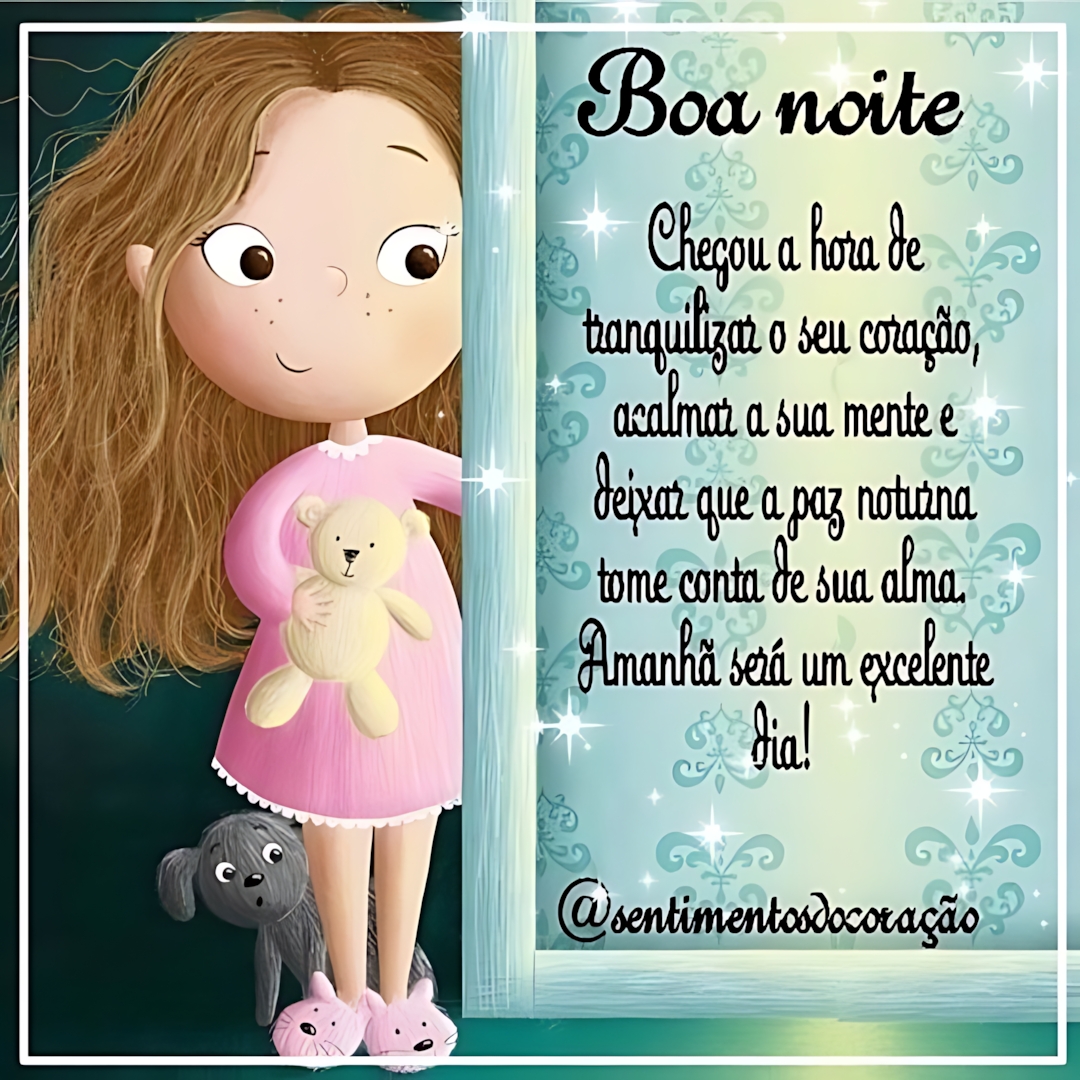 Boa noite
Chegou a hora de
tranquilizar o seu coração,
acalmar a sua mente e
deixar que a paz noturna
tome conta de sua alma.
Amanhã será um excelente
dia!
@sentimentosdocoração